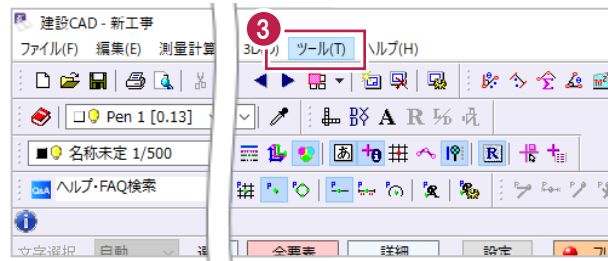 建設CAD - 新工事
3
ファイル(F) 編集(E) 測量計算 3D(D) ツール(T) ヘルプ(H)
Pen 1 [0.13]
A R
名称未定 1/500
あ R
Q&A ヘルプ・FAQ検索
文字選択 自動 全要素 詳細 設定